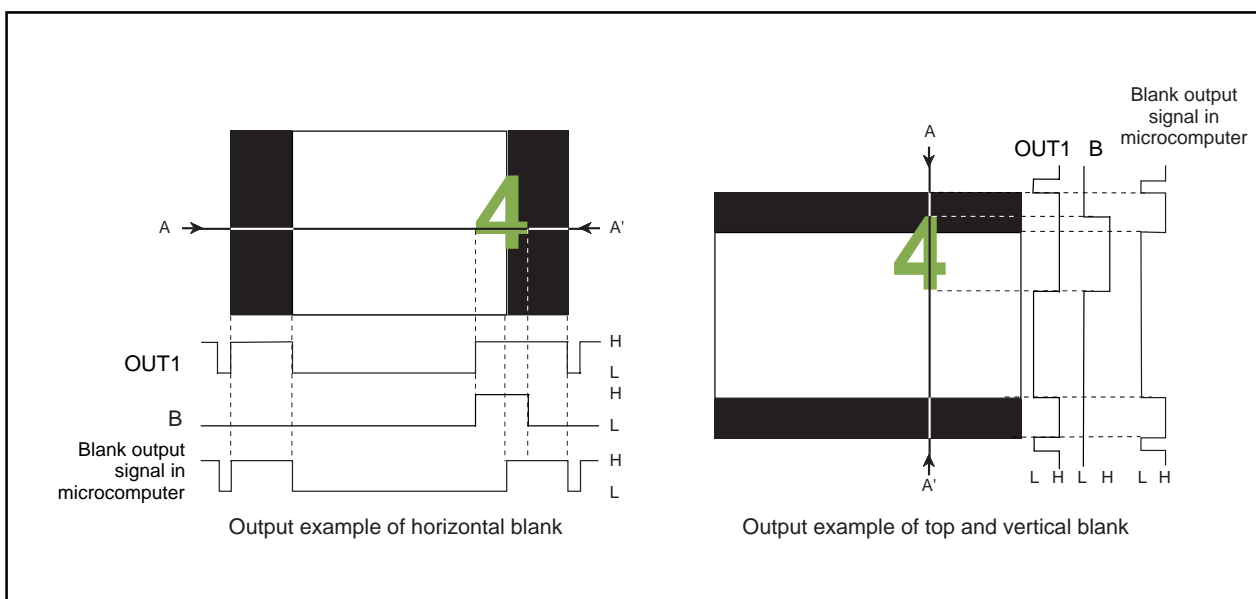 A
4
A'
OUT1
H
L
B
H
L
Blank output
signal in
microcomputer
H
L
Output example of horizontal blank
Blank output
signal in
microcomputer
A
OUT1
B
4
A'
L H L H L H
Output example of top and vertical blank